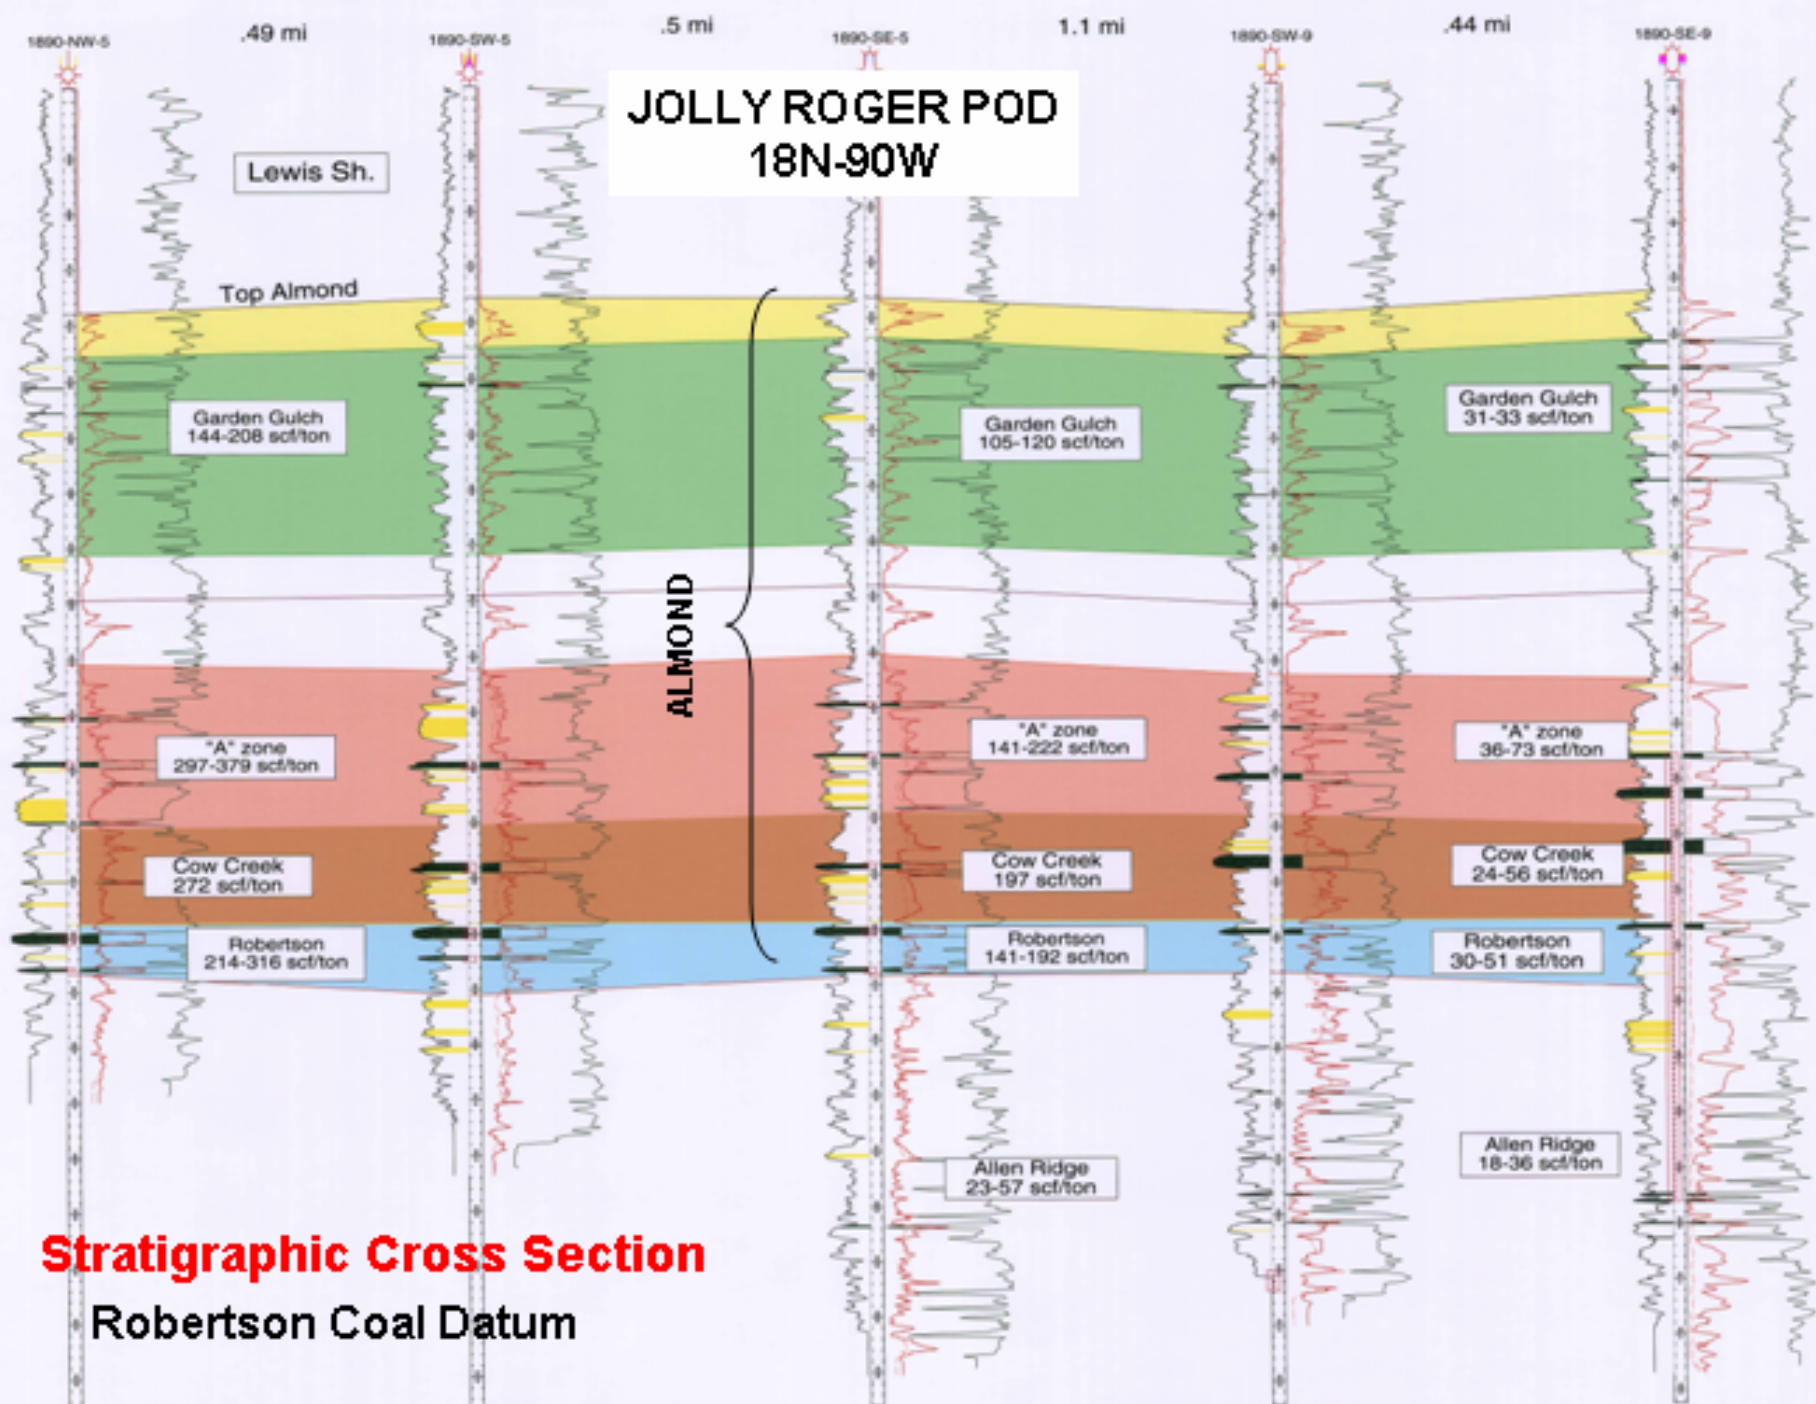 .49 mi
.5 mi
1.1 mi
.44 mi
1890-NW-5
1890-SW-5
1890-SE-5
1890-SW-9
1890-SE-9
JOLLY ROGER POD
18N-90W
Lewis Sh.
Top Almond
Garden Gulch
144-208 scf/ton
Garden Gulch
105-120 scf/ton
Garden Gulch
31-33 scf/ton
ALMOND
"A" zone
297-379 scf/ton
"A" zone
141-222 scf/ton
"A" zone
36-73 scf/ton
Cow Creek
272 scf/ton
Cow Creek
197 scf/ton
Cow Creek
24-56 scf/ton
Robertson
214-316 scf/ton
Robertson
141-192 scf/ton
Robertson
30-51 scf/ton
Allen Ridge
23-57 scf/ton
Allen Ridge
18-36 scf/ton
Stratigraphic Cross Section
Robertson Coal Datum